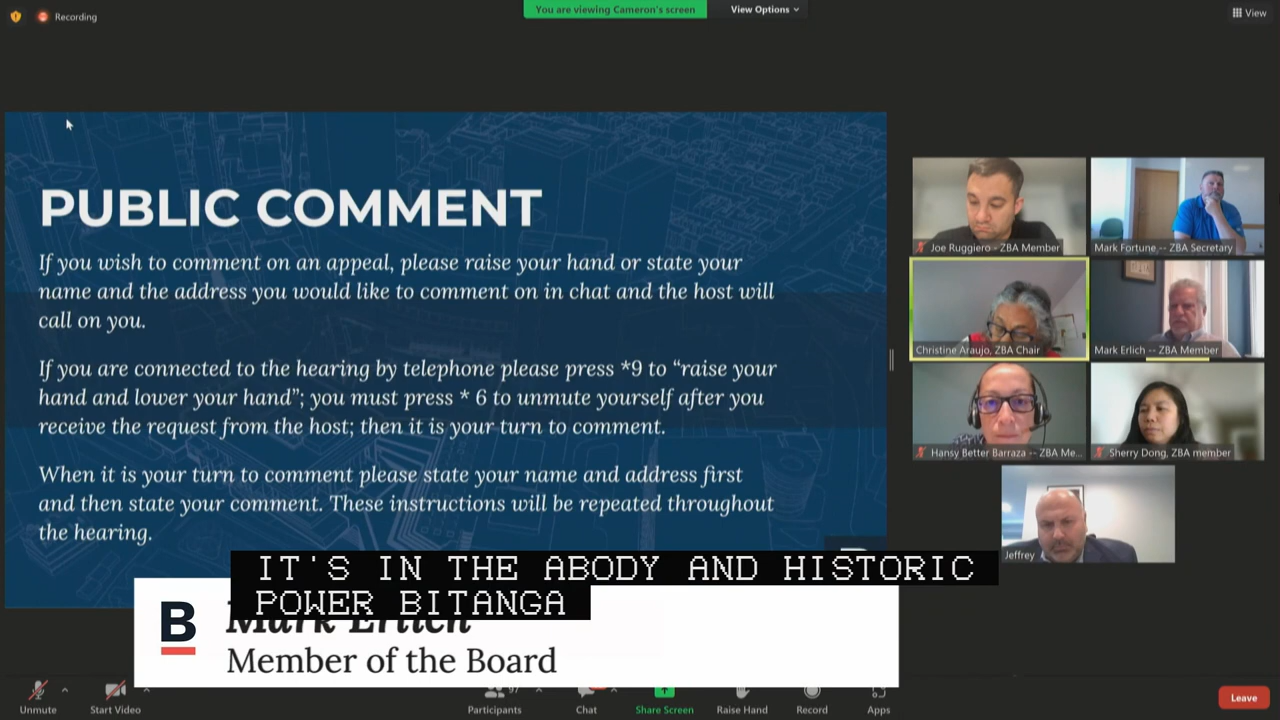 Recording
You are viewing Cameron's screen
View Options
View
PUBLIC COMMENT
If you wish to comment on an appeal, please raise your hand or state your
name and the address you would like to comment on in chat and the host will
call on you.
If you are connected to the hearing by telephone please press *9 to “raise your
hand and lower your hand”; you must press * 6 to unmute yourself after you
receive the request from the host; then it is your turn to comment.
When it is your turn to comment please state your name and address first
and then state your comment. These instructions will be repeated throughout
the hearing.
Joe Ruggiero - ZBA Member
Mark Fortune -- ZBA Secretary
Christine Araujo, ZBA Chair
Mark Erlich -- ZBA Member
Hansy Better Barraza -- ZBA Me...
Sherry Dong, ZBA member
Jeffrey
IT'S IN THE ABODY AND HISTORIC
POWER BITANGA
B
Mark Erlich
Member of the Board
Unmute
Start Video
97
Participants
Chat
Share Screen
Raise Hand
Record
Apps
Leave